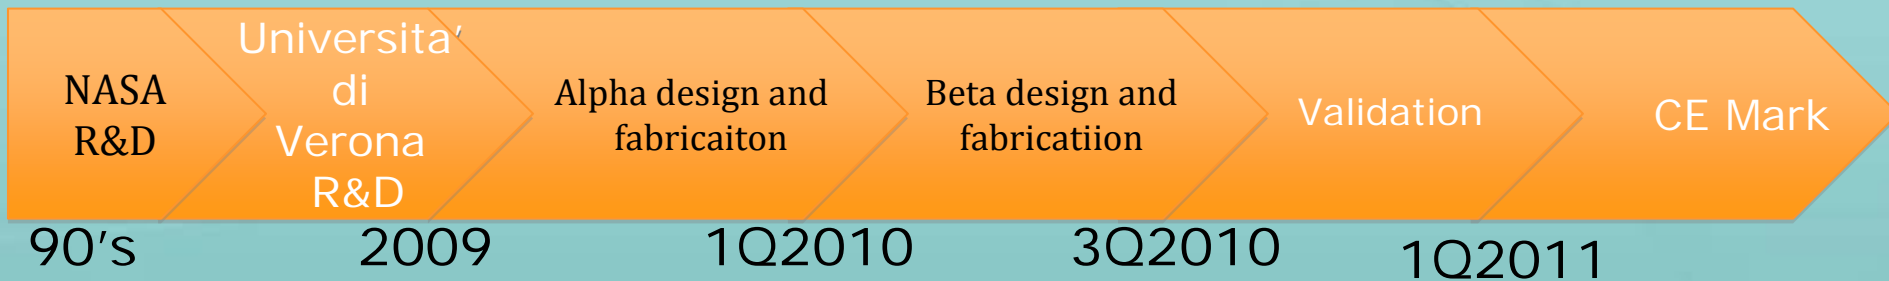 NASA
R&D
Universita'
di
Verona
R&D
Alpha design and
fabricaiton
Beta design and
fabricatiion
Validation
CE Mark
90's
2009
1Q2010
3Q2010
1Q2011